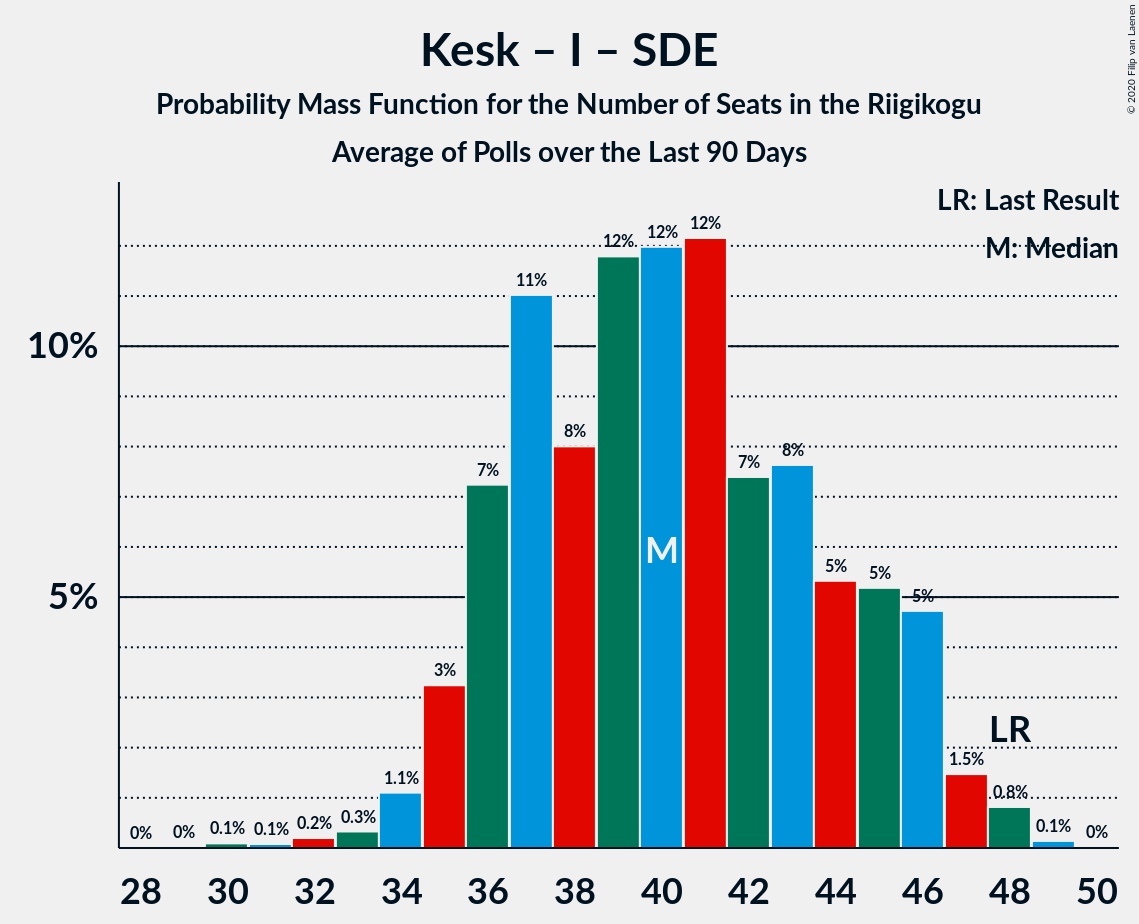 Kesk – I – SDE
Probability Mass Function for the Number of Seats in the Riigikogu
Average of Polls over the Last 90 Days
© 2020 Filip van Laenen
LR: Last Result
M: Median
10%
5%
0%
0%
0.1%
0.1%
0.2%
0.3%
1.1%
3%
7%
11%
8%
12%
12%
12%
7%
8%
5%
5%
5%
1.5%
0.8%
0.1%
0%
M
LR
28 30 32 34 36 38 40 42 44 46 48 50